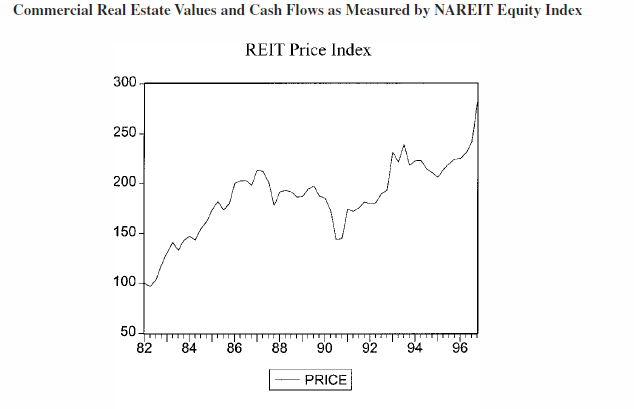 Commercial Real Estate Values and Cash Flows as Measured by NAREIT Equity Index
REIT Price Index
300
250
200
150
100
50
82 84 86 88 90 92 94 96
PRICE